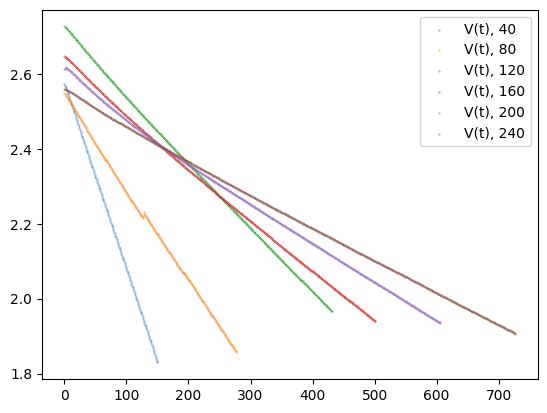 V(t), 40
V(t), 80
V(t), 120
V(t), 160
V(t), 200
V(t), 240
2.6
2.4
2.2
2.0
1.8
0 100 200 300 400 500 600 700